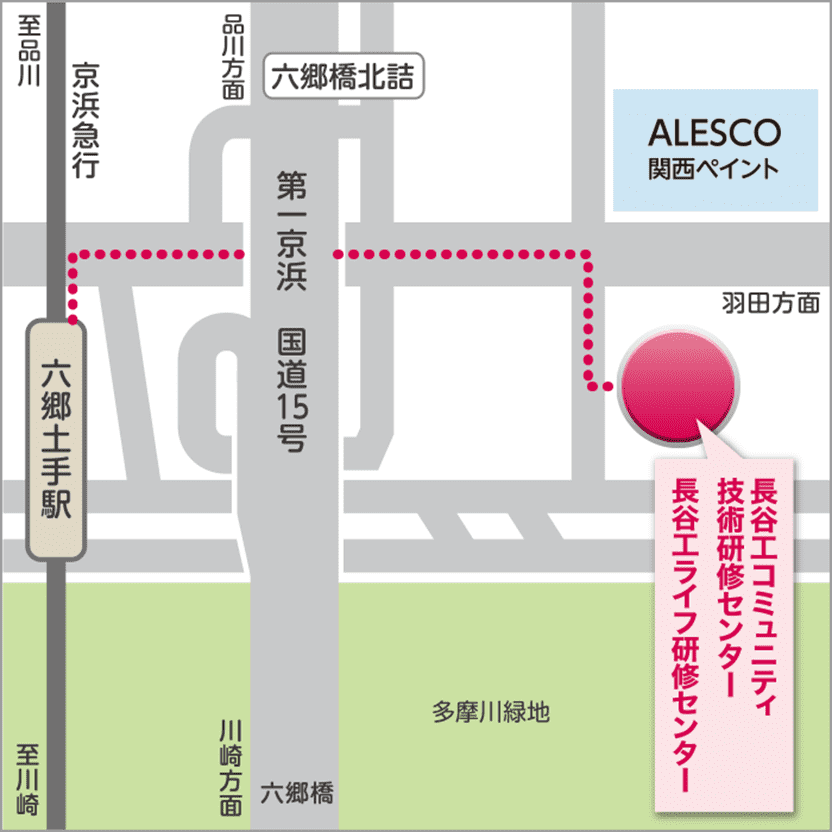 至品川
京浜急行
品川方面
六郷橋北詰
ALESCO
関西ペイント
第一京浜 国道15号
羽田方面
六郷土手駅
長谷工コミュニティ
技術研修センター
長谷工ライフ研修センター
多摩川緑地
至川崎
川崎方面
六郷橋